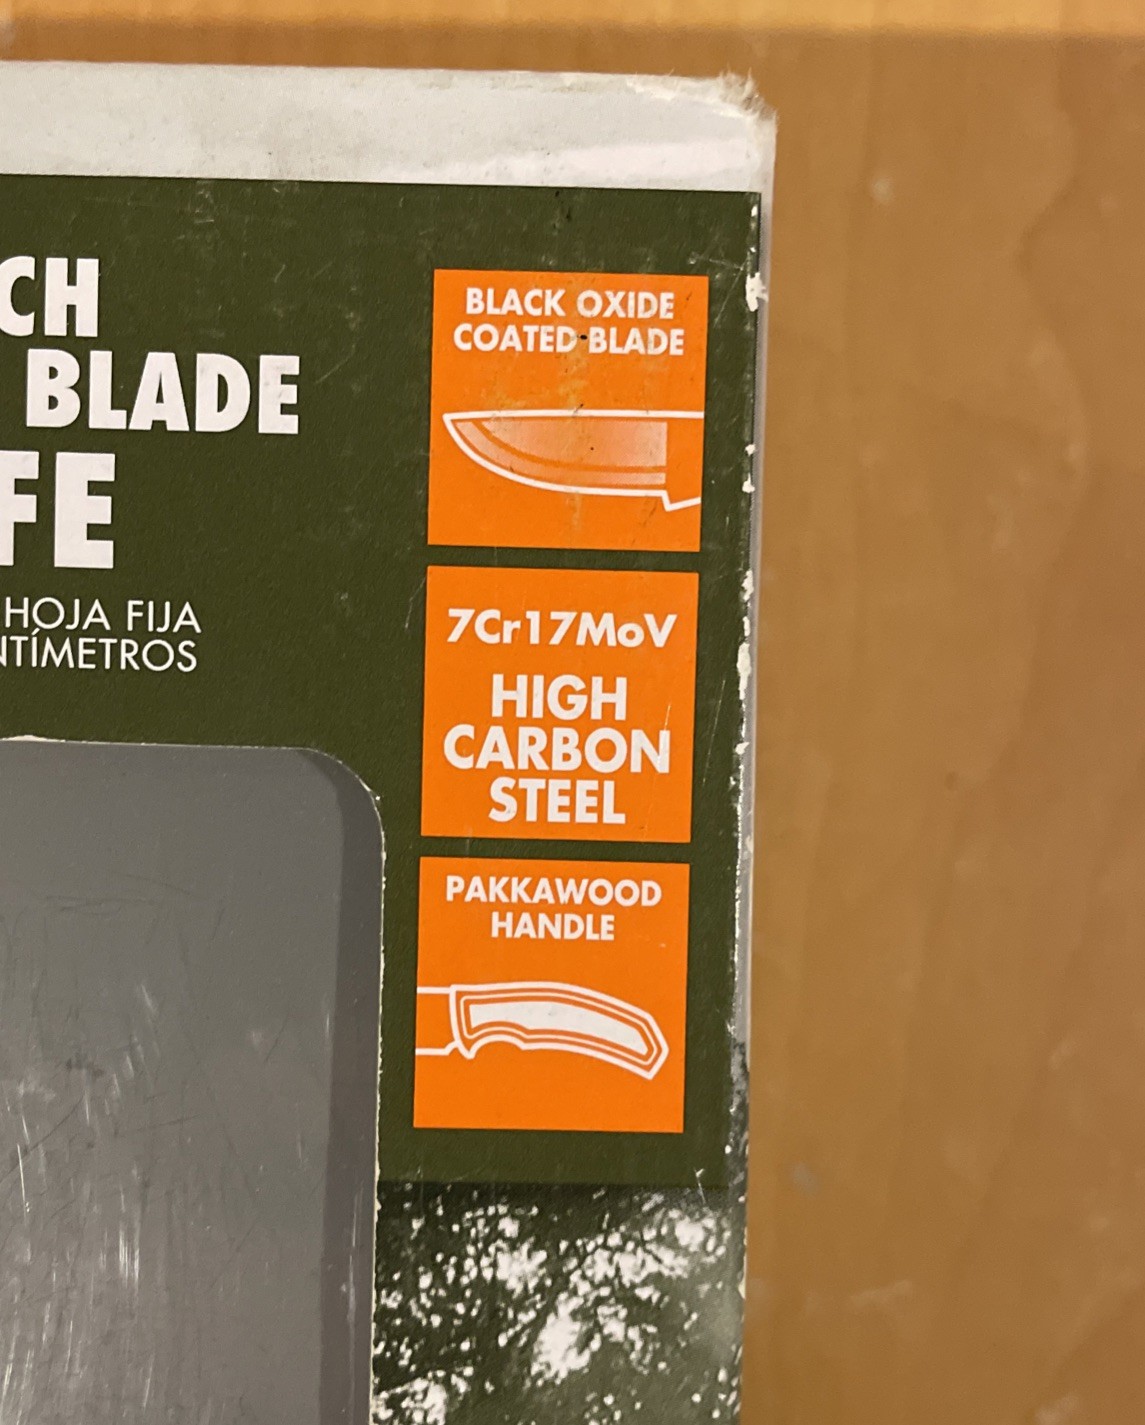 CH
BLADE
FE
HOJA FIJA
NTÍMETROS
BLACK OXIDE
COATED BLADE
7Cr17MoV
HIGH
CARBON
STEEL
PAKKAWOOD
HANDLE